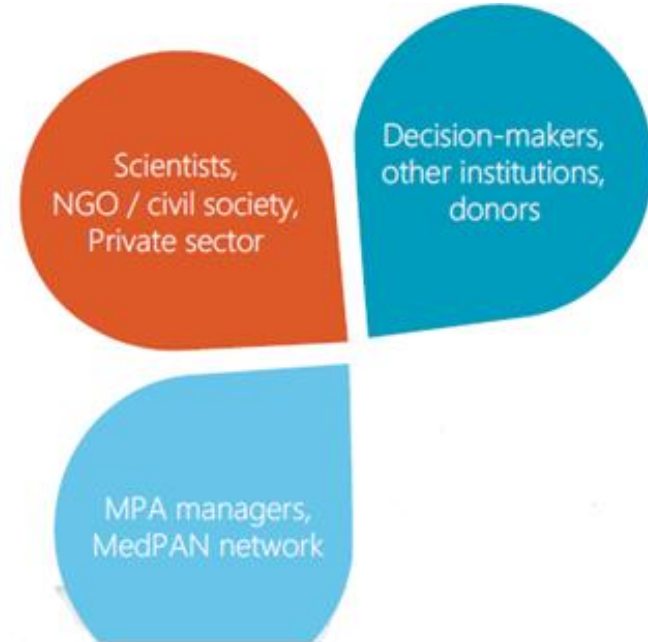 Scientists,
NGO / civil society,
Private sector
Decision-makers,
other institutions,
donors
MPA managers,
MedPAN network